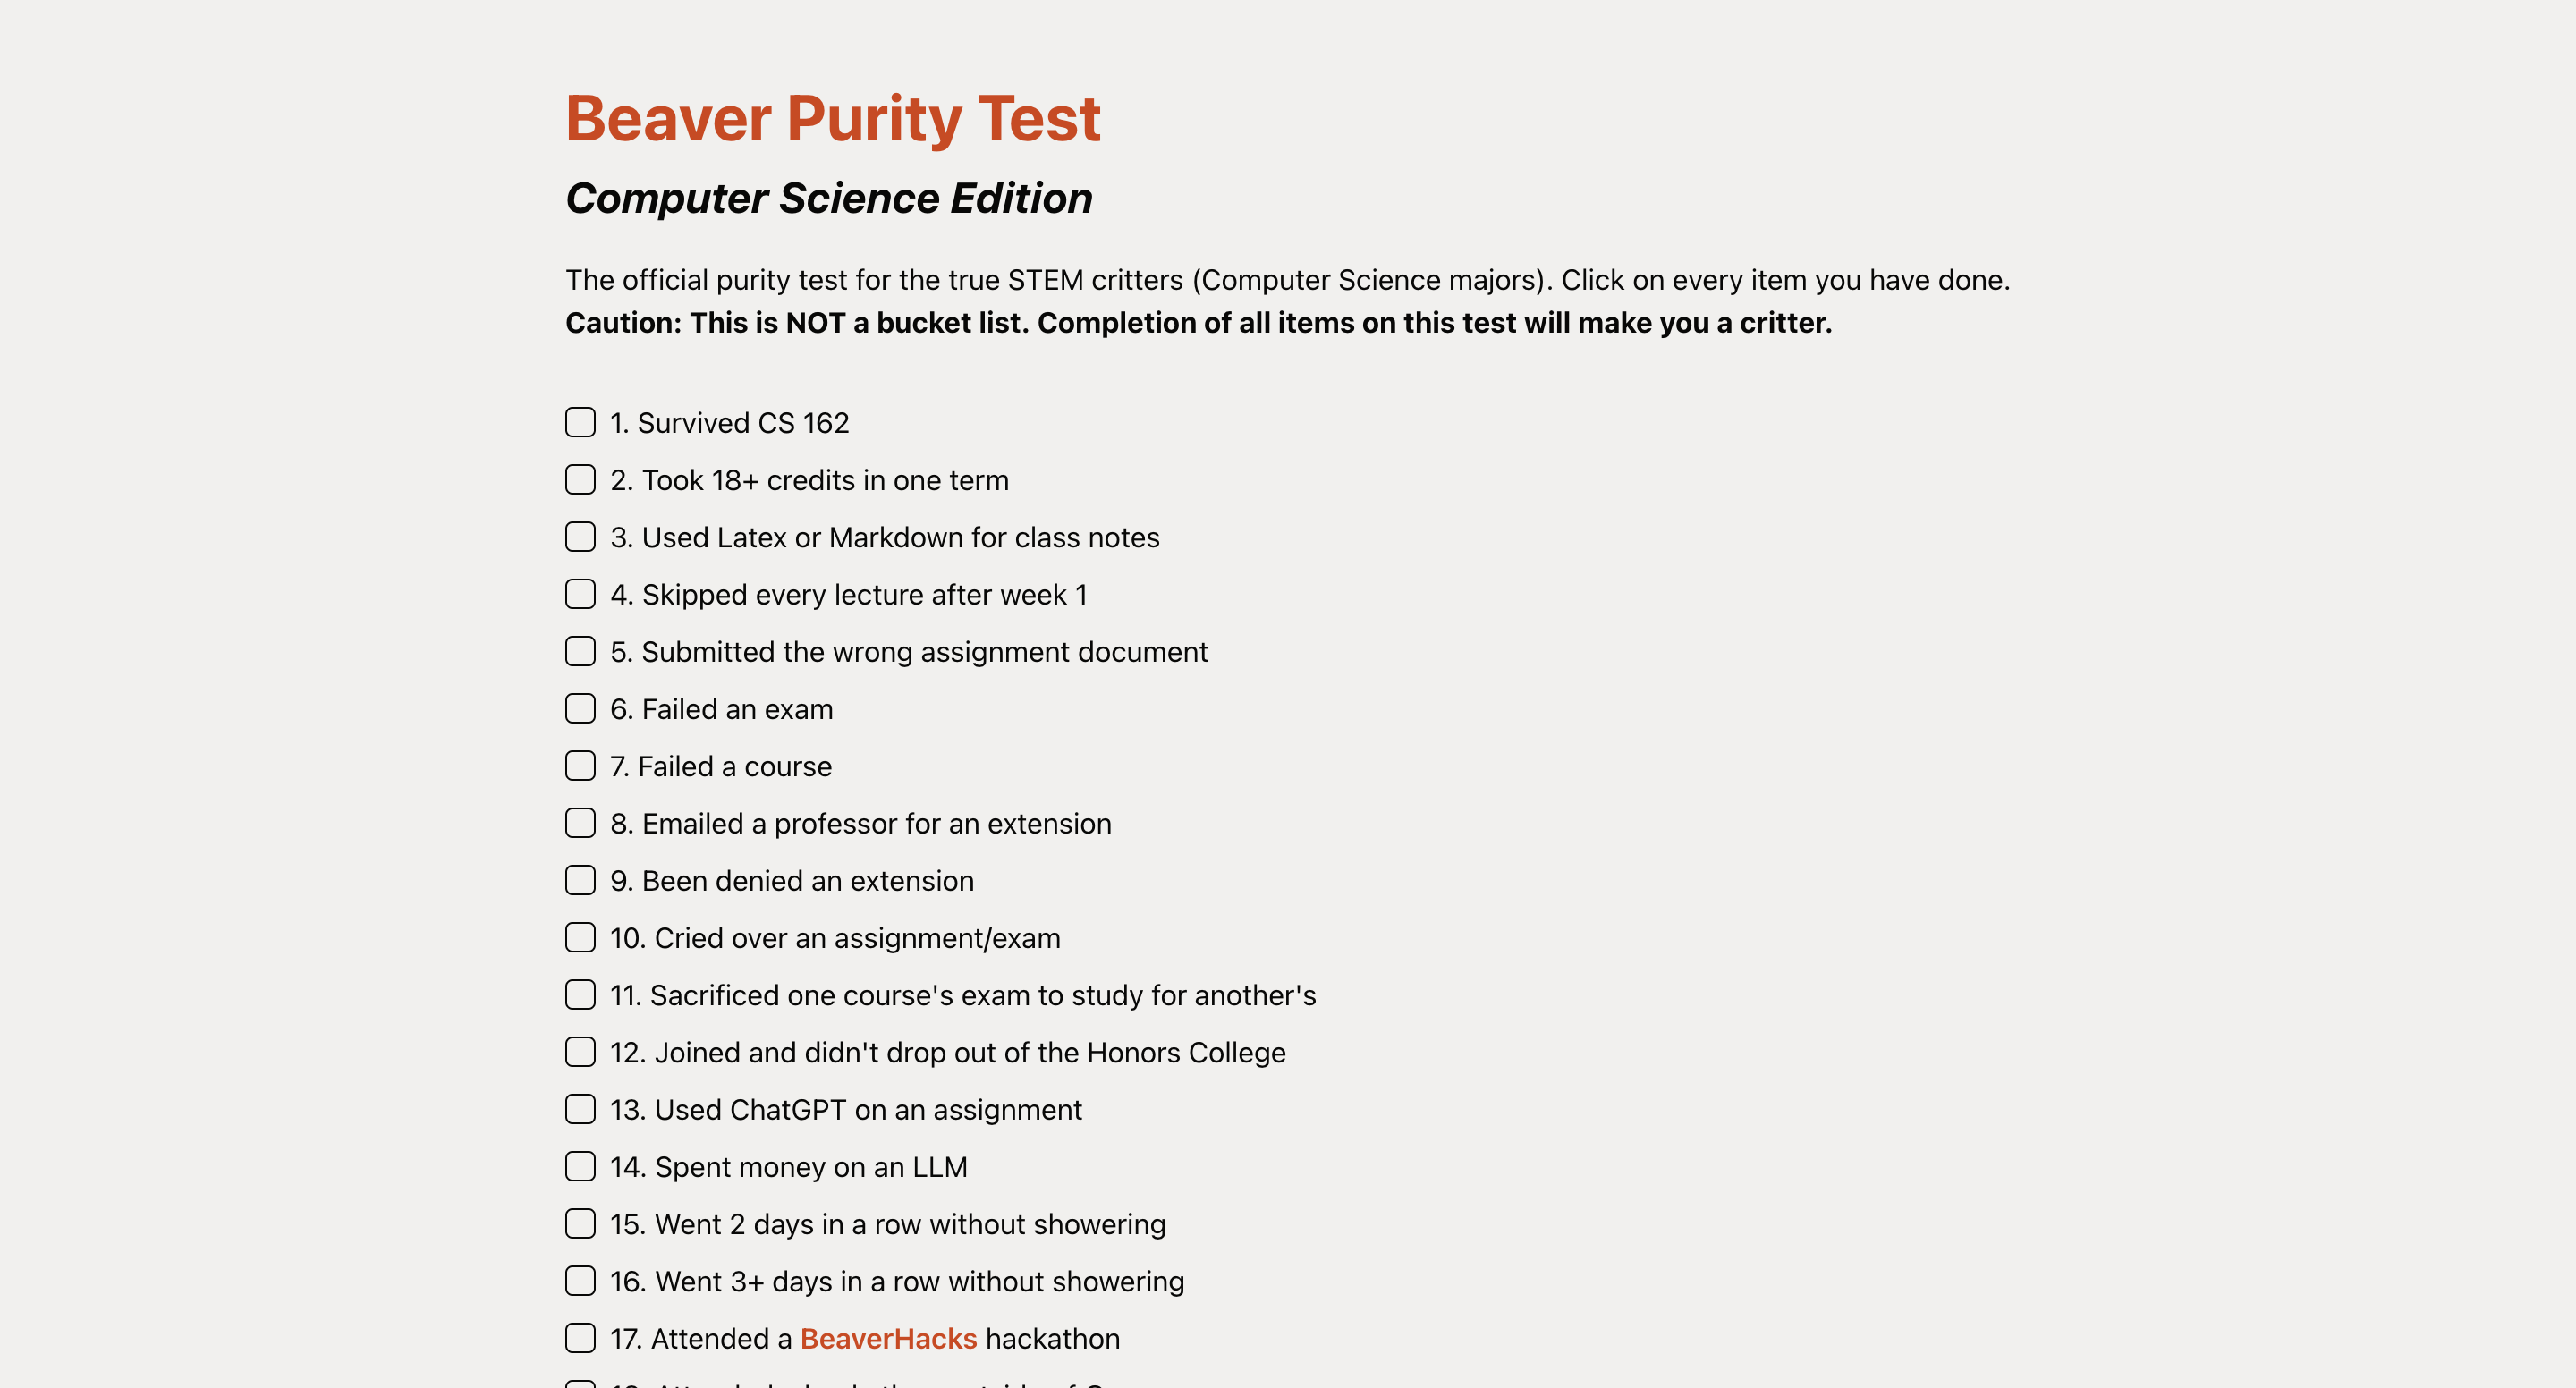 Beaver Purity Test
Computer Science Edition
The official purity test for the true STEM critters (Computer Science majors). Click on every item you have done.
Caution: This is NOT a bucket list. Completion of all items on this test will make you a critter.
1. Survived CS 162
2. Took 18+ credits in one term
3. Used Latex or Markdown for class notes
4. Skipped every lecture after week 1
5. Submitted the wrong assignment document
6. Failed an exam
7. Failed a course
8. Emailed a professor for an extension
9. Been denied an extension
10. Cried over an assignment/exam
11. Sacrificed one course's exam to study for another's
12. Joined and didn't drop out of the Honors College
13. Used ChatGPT on an assignment
14. Spent money on an LLM
15. Went 2 days in a row without showering
16. Went 3+ days in a row without showering
17. Attended a BeaverHacks hackathon